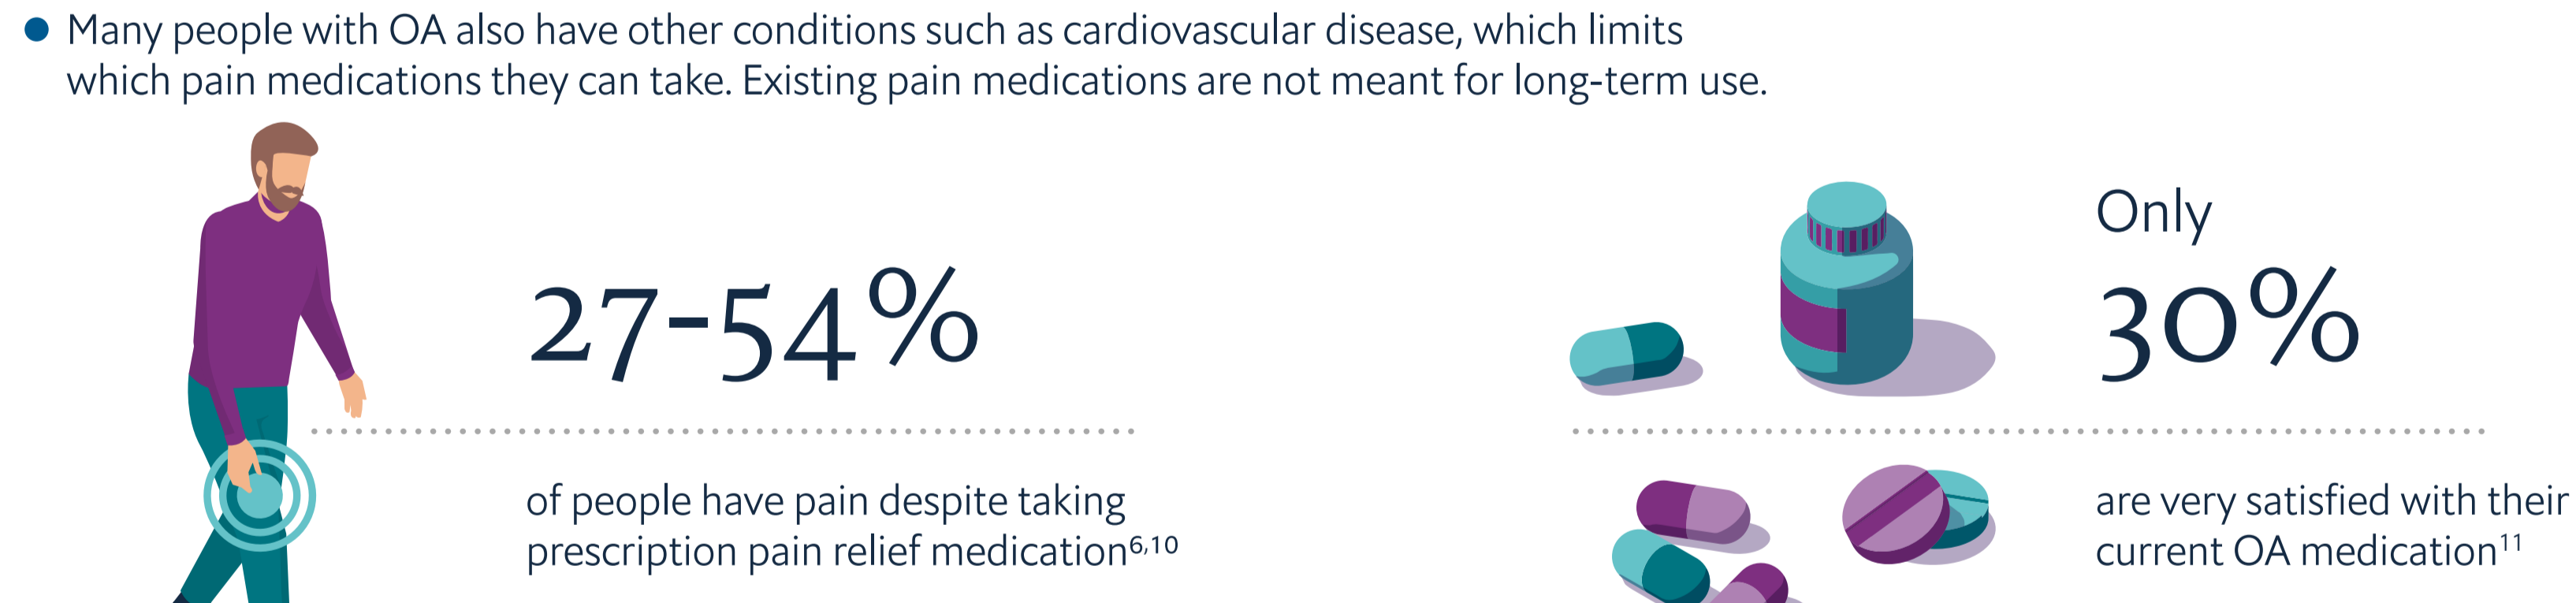 ● Many people with OA also have other conditions such as cardiovascular disease, which limits
which pain medications they can take. Existing pain medications are not meant for long-term use.
27-54%
of people have pain despite taking
prescription pain relief medication6,10
Only
30%
are very satisfied with their
current OA medication11